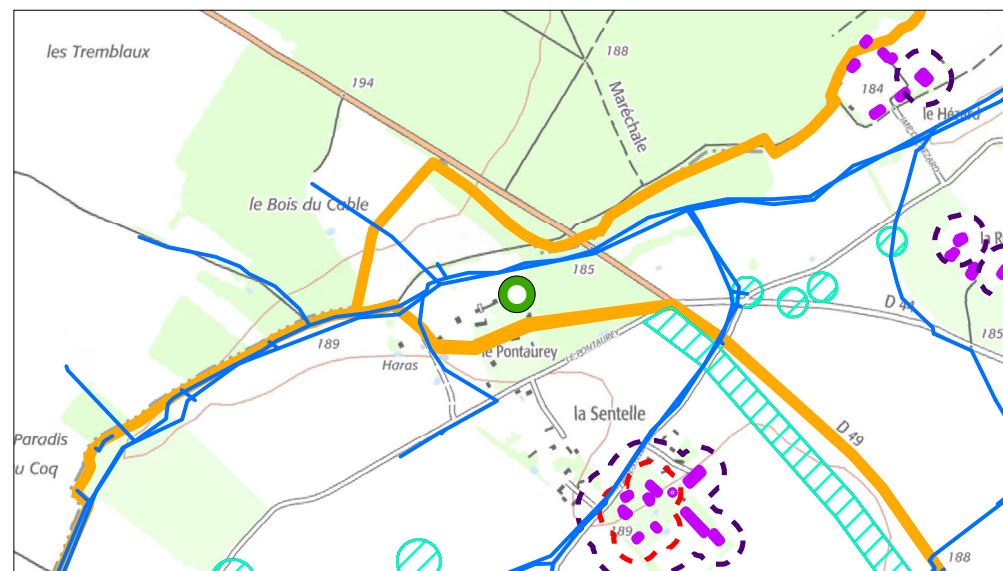 les Tremblaux
188
194
184
Maréchale
le Hézard
le Bois du Cable
185
D 44
185
189
le Pontaurey
LE PONTAUREY
Haras
la Sentelle
D 49
Paradis
u Coq
189
188